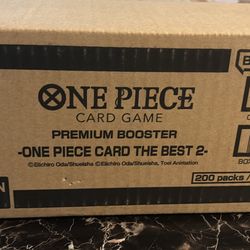 ONE PIECE
CARD GAME
PREMIUM BOOSTER
-ONE PIECE CARD THE BEST 2-
©Eiichiro Oda/Shueisha ©Eiichiro Oda/Shueisha, Toei Animation
200 packs /